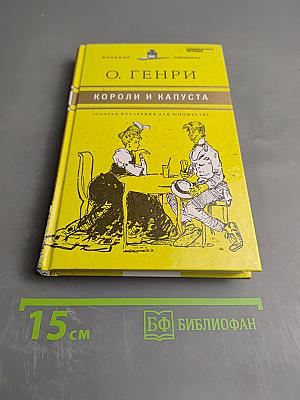 О. ГЕНРИ
КОРОЛИ И КАПУСТА
ЗОЛОТАЯ КОЛЛЕКЦИЯ ДЛЯ ЮНОШЕСТВА
15 см
БФ БИБЛИОФАН